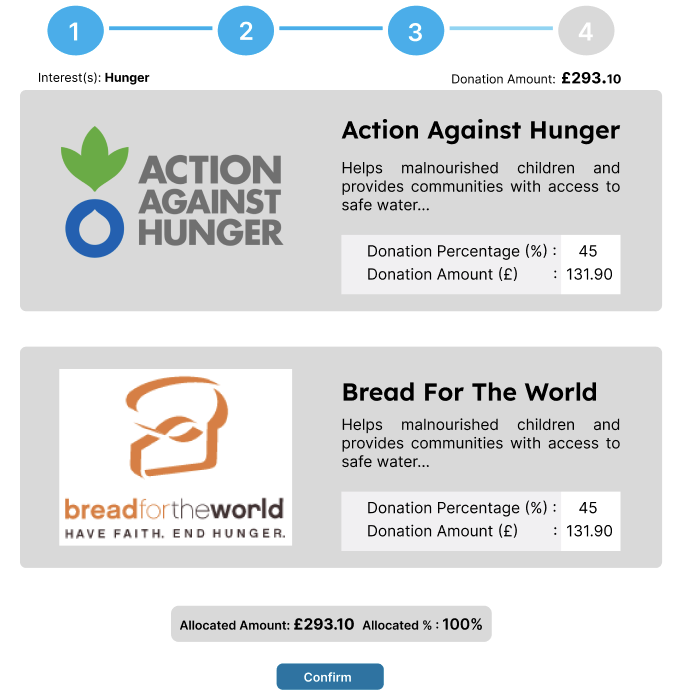 1 2 3 4
Interest(s): Hunger Donation Amount: £293.10
ACTION
AGAINST
HUNGER
Action Against Hunger
Helps malnourished children and
provides communities with access to
safe water...
Donation Percentage (%) : 45
Donation Amount (£) : 131.90
breadfortheworld
HAVE FAITH. END HUNGER.
Bread For The World
Helps malnourished children and
provides communities with access to
safe water...
Donation Percentage (%) : 45
Donation Amount (£) : 131.90
Allocated Amount: £293.10 Allocated % : 100%
Confirm